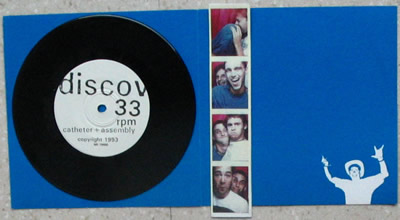 discov
33
rpm
catheter + assembly
copyright 1993